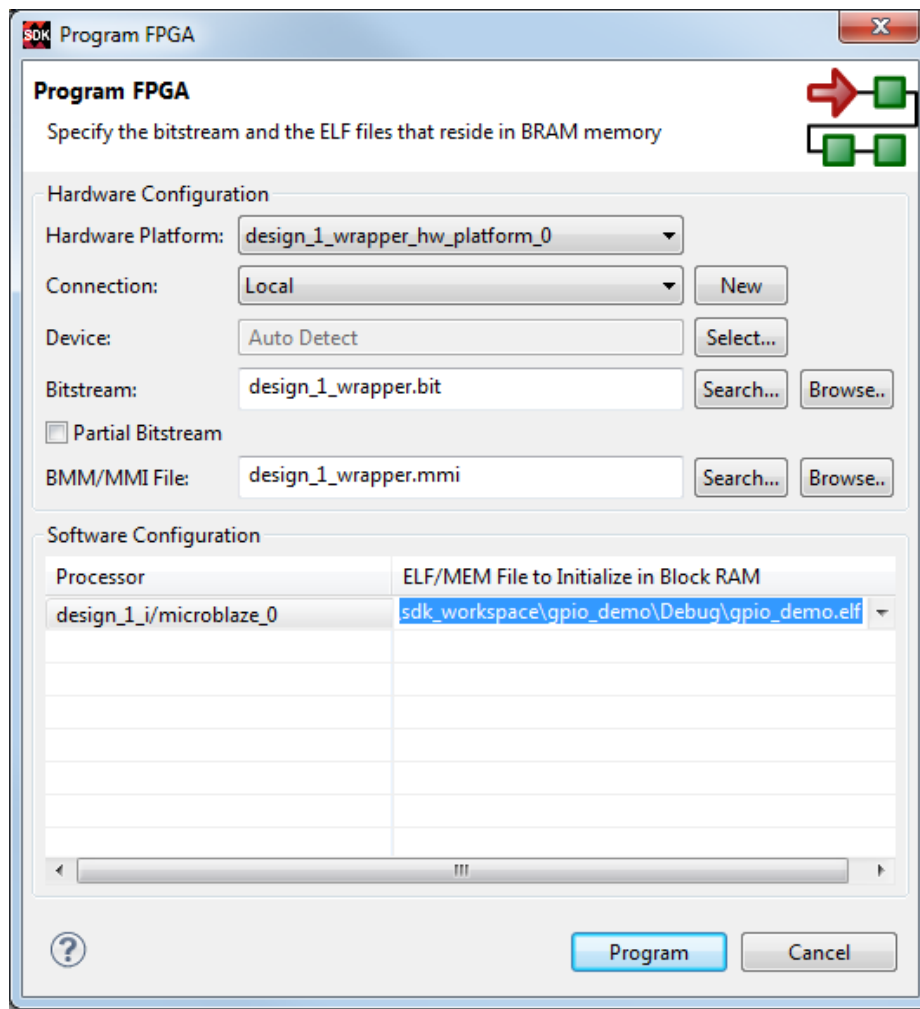 SDK Program FPGA
Program FPGA
Specify the bitstream and the ELF files that reside in BRAM memory
Hardware Configuration
Hardware Platform: design_1_wrapper_hw_platform_0
Connection: Local New
Device: Auto Detect Select...
Bitstream: design_1_wrapper.bit Search... Browse..
Partial Bitstream
BMM/MMI File: design_1_wrapper.mmi Search... Browse..
Software Configuration
Processor ELF/MEM File to Initialize in Block RAM
design_1_i/microblaze_0 sdk_workspace\gpio_demo\Debug\gpio_demo.elf
? Program Cancel